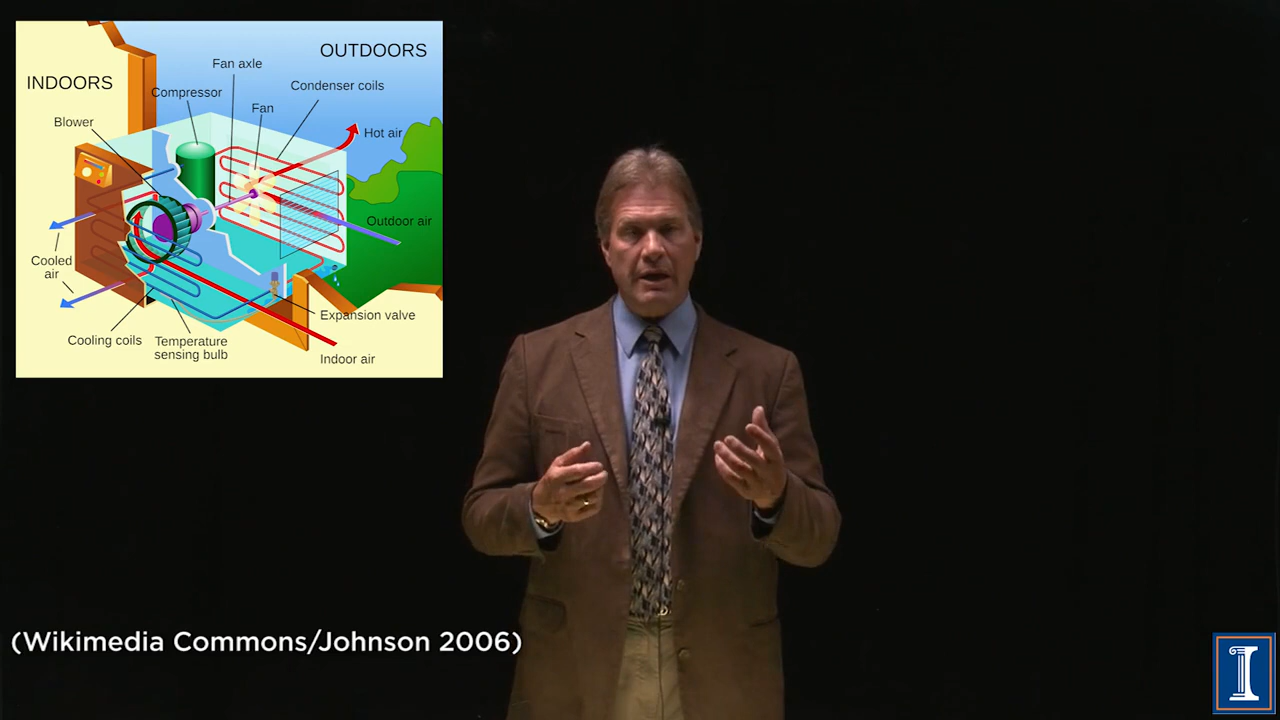 OUTDOORS
INDOORS
Fan axle
Condenser coils
Compressor
Fan
Blower
Hot air
Outdoor air
Cooled
air
Expansion valve
Cooling coils
Temperature
sensing bulb
Indoor air
(Wikimedia Commons/Johnson 2006)
I